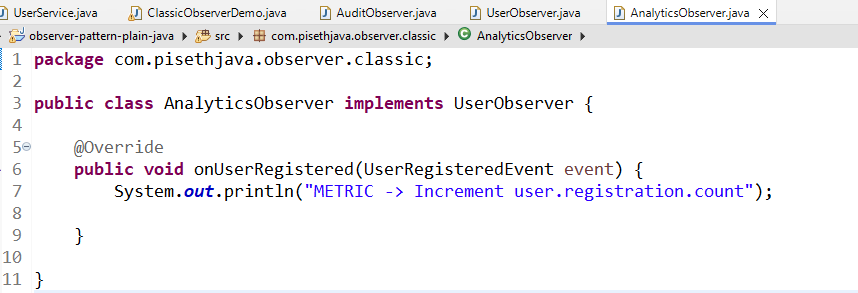 UserService.java ClassicObserverDemo.java AuditObserver.java UserObserver.java AnalyticsObserver.java
observer-pattern-plain-java src com.pisethjava.observer.classic AnalyticsObserver
1 package com.pisethjava.observer.classic;
2
3 public class AnalyticsObserver implements UserObserver {
4
5 @Override
6 public void onUserRegistered(UserRegisteredEvent event) {
7 System.out.println("METRIC -> Increment user.registration.count");
8
9 }
10
11 }